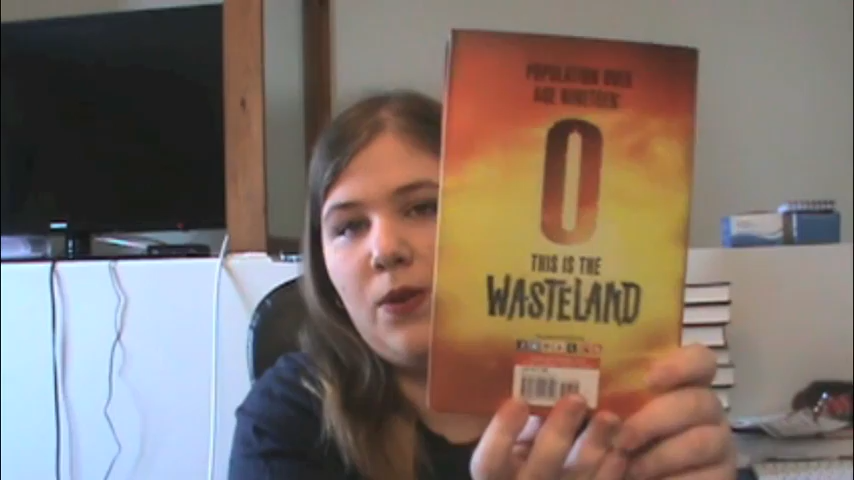 POPULATION OVER
AGE NINETEEN:
0
THIS IS THE
WASTELAND